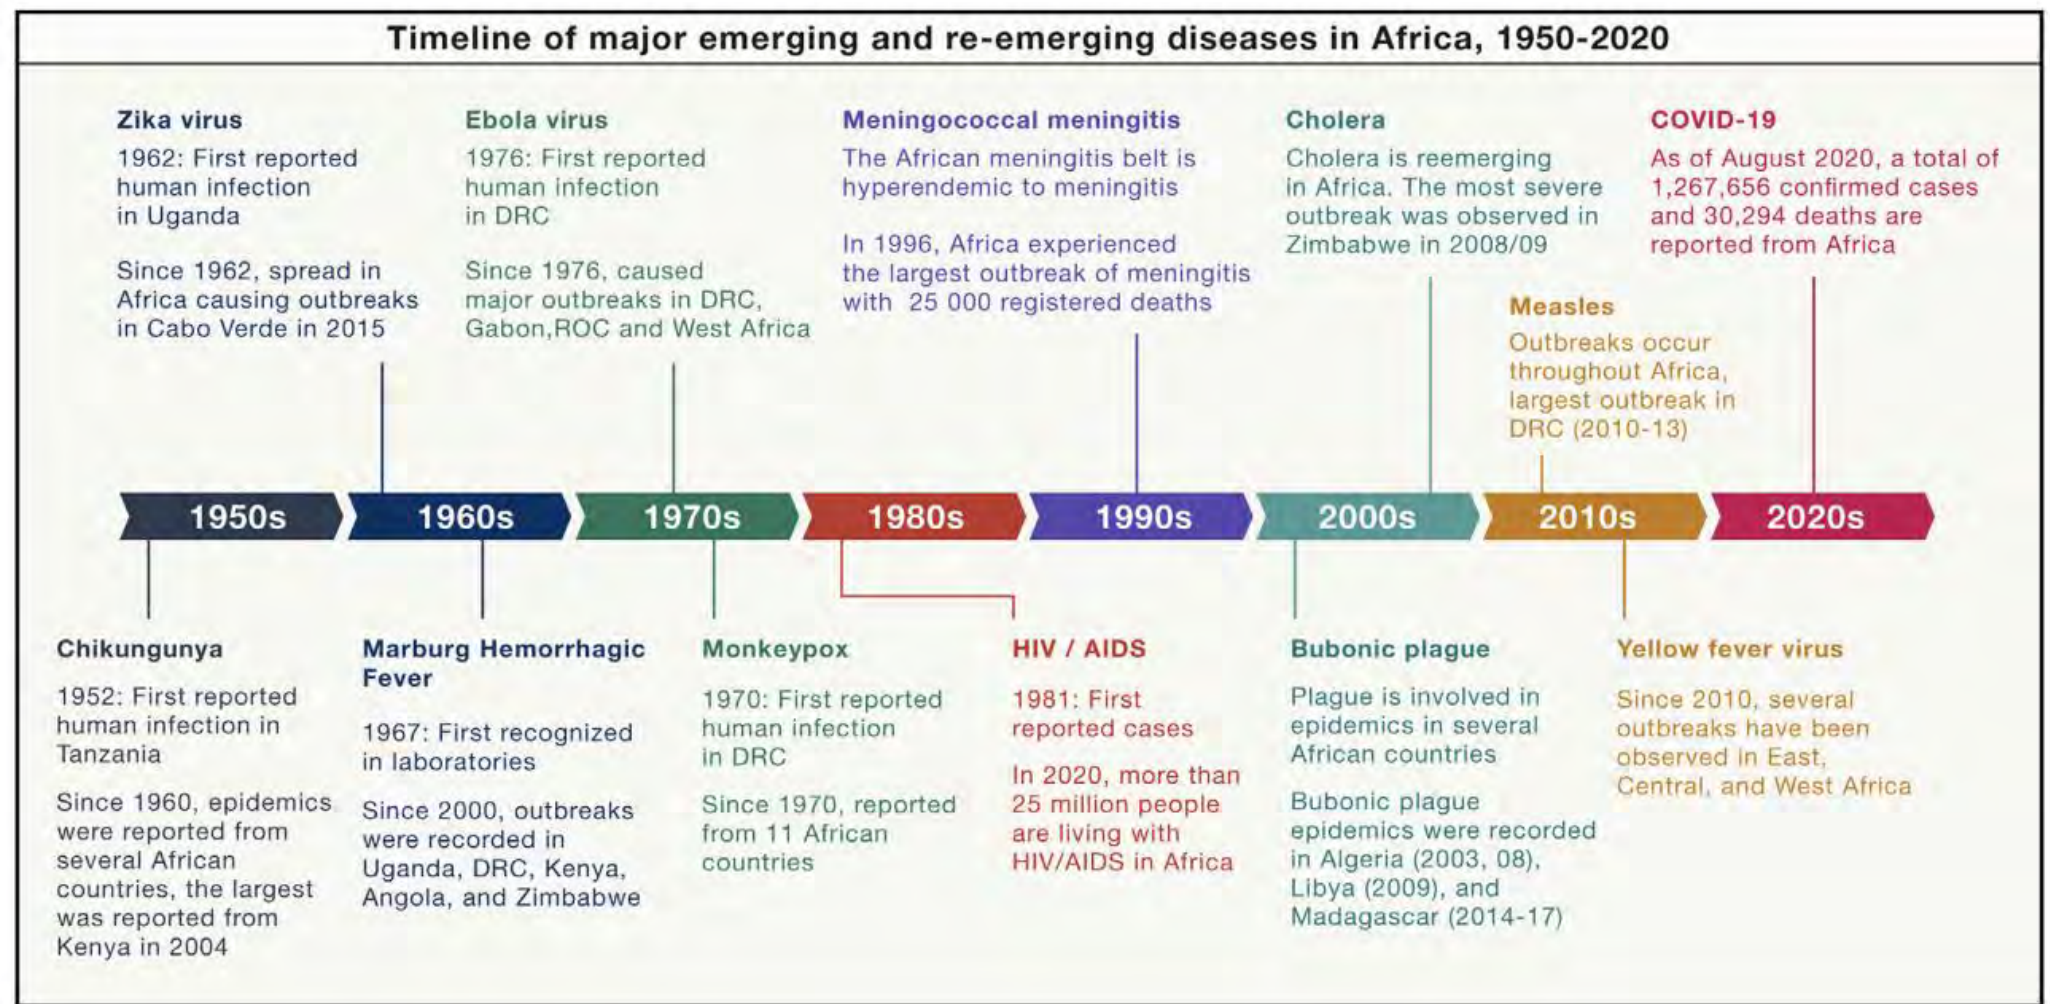 Timeline of major emerging and re-emerging diseases in Africa, 1950-2020
Zika virus
1962: First reported
human infection
in Uganda
Since 1962, spread in
Africa causing outbreaks
in Cabo Verde in 2015
Ebola virus
1976: First reported
human infection
in DRC
Since 1976, caused
major outbreaks in DRC,
Gabon,ROC and West Africa
Meningococcal meningitis
The African meningitis belt is
hyperendemic to meningitis
In 1996, Africa experienced
the largest outbreak of meningitis
with 25 000 registered deaths
Cholera
Cholera is reemerging
in Africa. The most severe
outbreak was observed in
Zimbabwe in 2008/09
Measles
Outbreaks occur
throughout Africa,
largest outbreak in
DRC (2010-13)
COVID-19
As of August 2020, a total of
1,267,656 confirmed cases
and 30,294 deaths are
reported from Africa
1950s
1960s
1970s
1980s
1990s
2000s
2010s
2020s
Chikungunya
1952: First reported
human infection in
Tanzania
Since 1960, epidemics
were reported from
several African
countries, the largest
was reported from
Kenya in 2004
Marburg Hemorrhagic
Fever
1967: First recognized
in laboratories
Since 2000, outbreaks
were recorded in
Uganda, DRC, Kenya,
Angola, and Zimbabwe
Monkeypox
1970: First reported
human infection
in DRC
Since 1970, reported
from 11 African
countries
HIV / AIDS
1981: First
reported cases
In 2020, more than
25 million people
are living with
HIV/AIDS in Africa
Bubonic plague
Plague is involved in
epidemics in several
African countries
Bubonic plague
epidemics were recorded
in Algeria (2003, 08),
Libya (2009), and
Madagascar (2014-17)
Yellow fever virus
Since 2010, several
outbreaks have been
observed in East,
Central, and West Africa